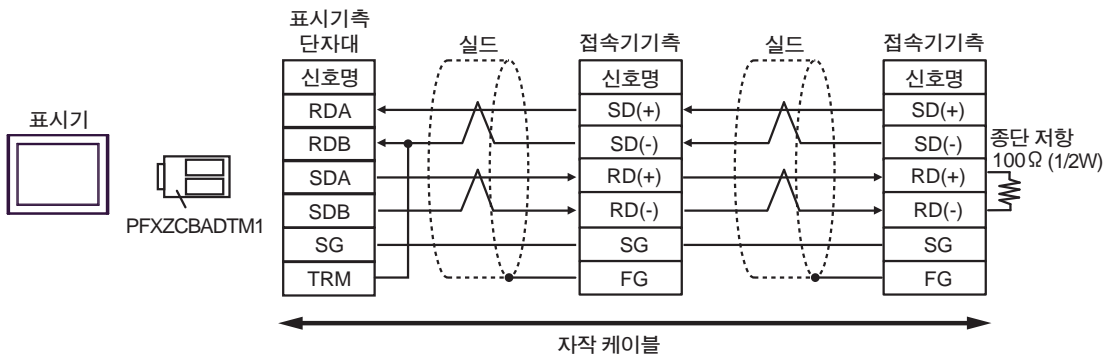 표시기
PFXZCBADTM1
표시기측
단자대
신호명
RDA
RDB
SDA
SDB
SG
TRM
실드
접속기기측
신호명
SD(+)
SD(-)
RD(+)
RD(-)
SG
FG
실드
접속기기측
신호명
SD(+)
SD(-)
RD(+)
RD(-)
SG
FG
종단 저항
100Ω (1/2W)
자작 케이블